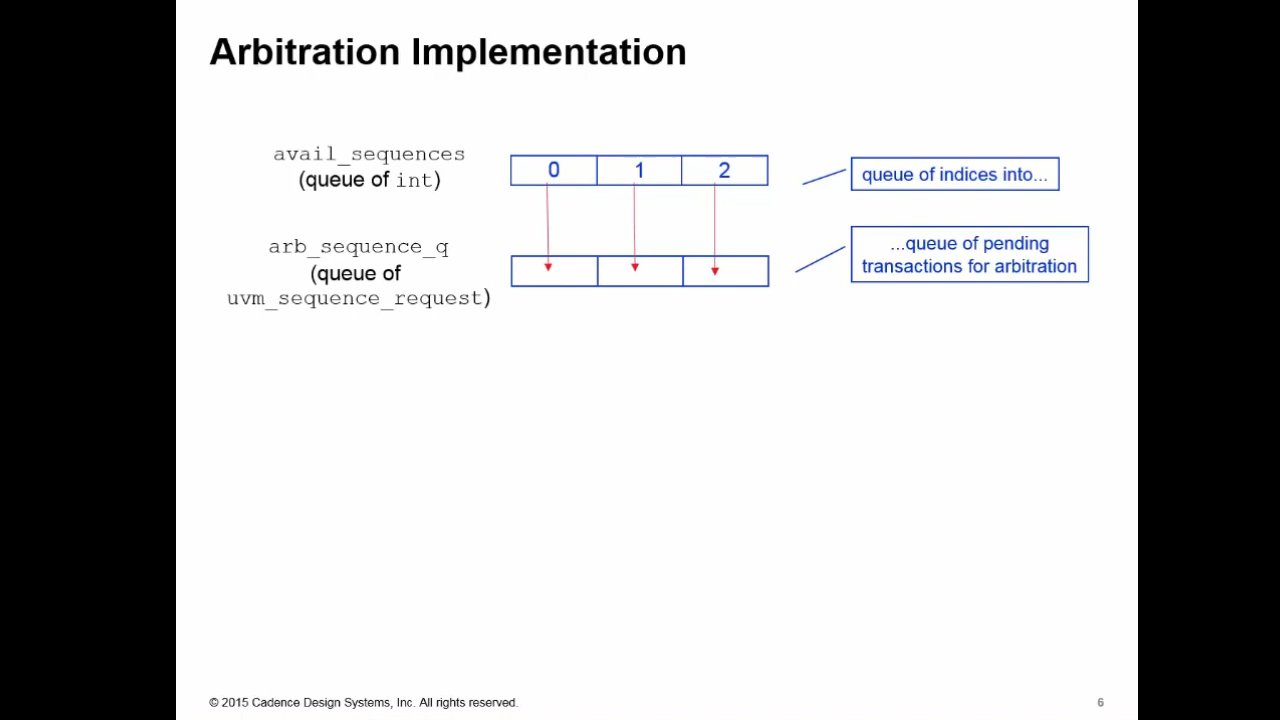 Arbitration Implementation
avail_sequences
(queue of int)
0 1 2
queue of indices into...
arb_sequence_q
(queue of
uvm_sequence_request)
...queue of pending
transactions for arbitration
© 2015 Cadence Design Systems, Inc. All rights reserved.
6